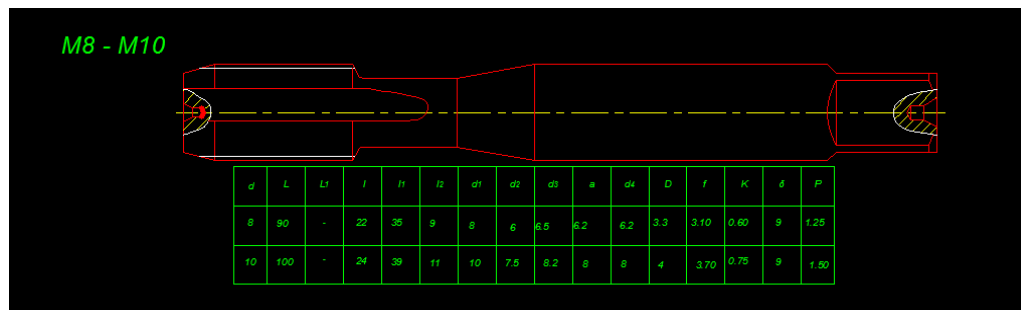 M8 - M10
d L L1 l l1 l2 d1 d2 d3 a d4 D f K δ P
8 90 - 22 35 9 8 6 6.5 6.2 6.2 3.3 3.10 0.60 9 1.25
10 100 - 24 39 11 10 7.5 8.2 8 8 4 3.70 0.75 9 1.50